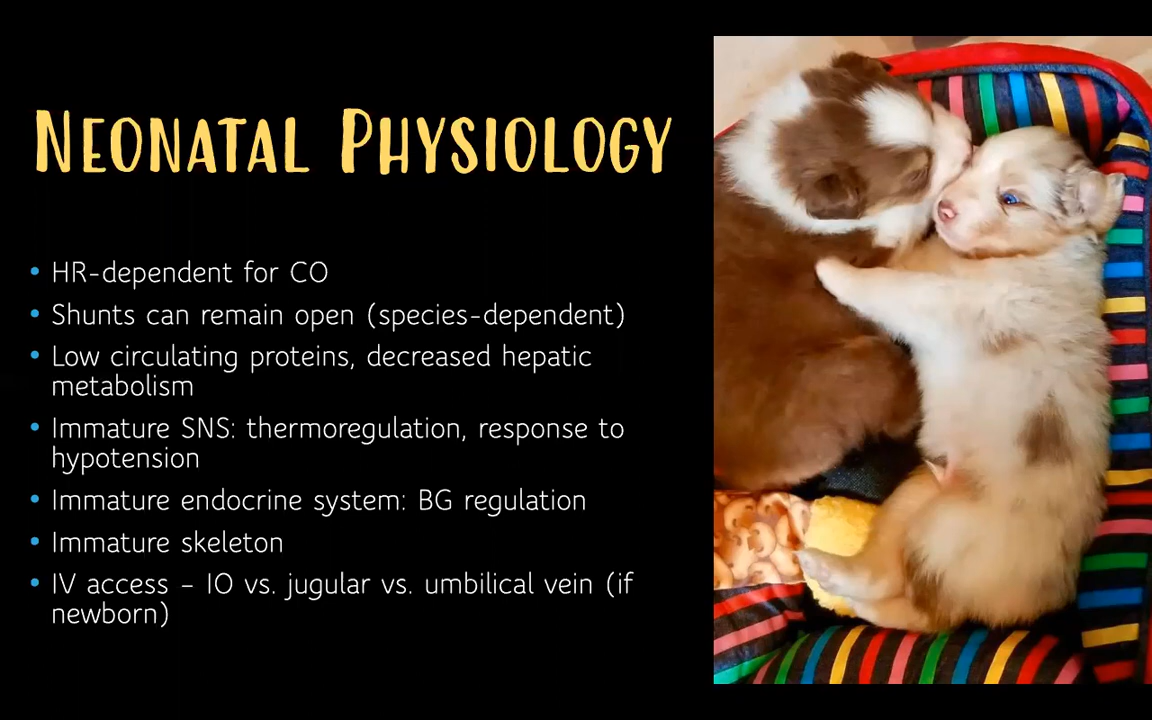 NEONATAL PHYSIOLOGY
• HR-dependent for CO
• Shunts can remain open (species-dependent)
• Low circulating proteins, decreased hepatic
metabolism
• Immature SNS: thermoregulation, response to
hypotension
• Immature endocrine system: BG regulation
• Immature skeleton
• IV access – IO vs. jugular vs. umbilical vein (if
newborn)